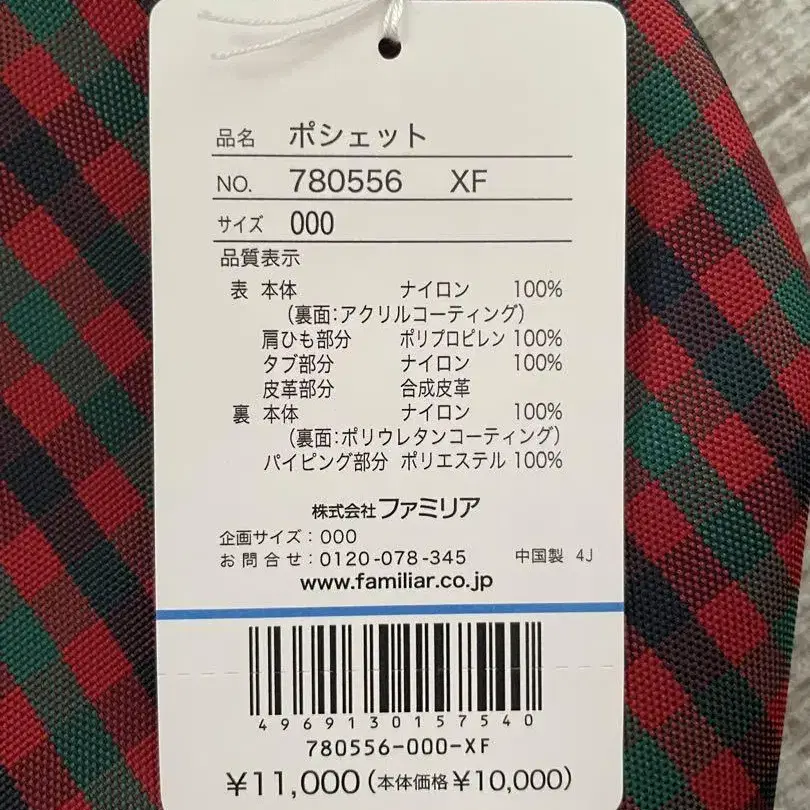 品名 ポシェット
NO. 780556 XF
サイズ 000
品質表示
表 本体 ナイロン 100%
(裏面:アクリルコーティング)
肩ひも部分 ポリプロピレン 100%
タブ部分 ナイロン 100%
皮革部分 合成皮革
裏 本体 ナイロン 100%
(裏面:ポリウレタンコーティング)
パイピング部分 ポリエステル 100%
株式会社ファミリア
企画サイズ:000
お問合せ:0120-078-345 中国製 4J
www.familiar.co.jp
4969130157540
780556-000-XF
¥11,000(本体価格¥10,000)